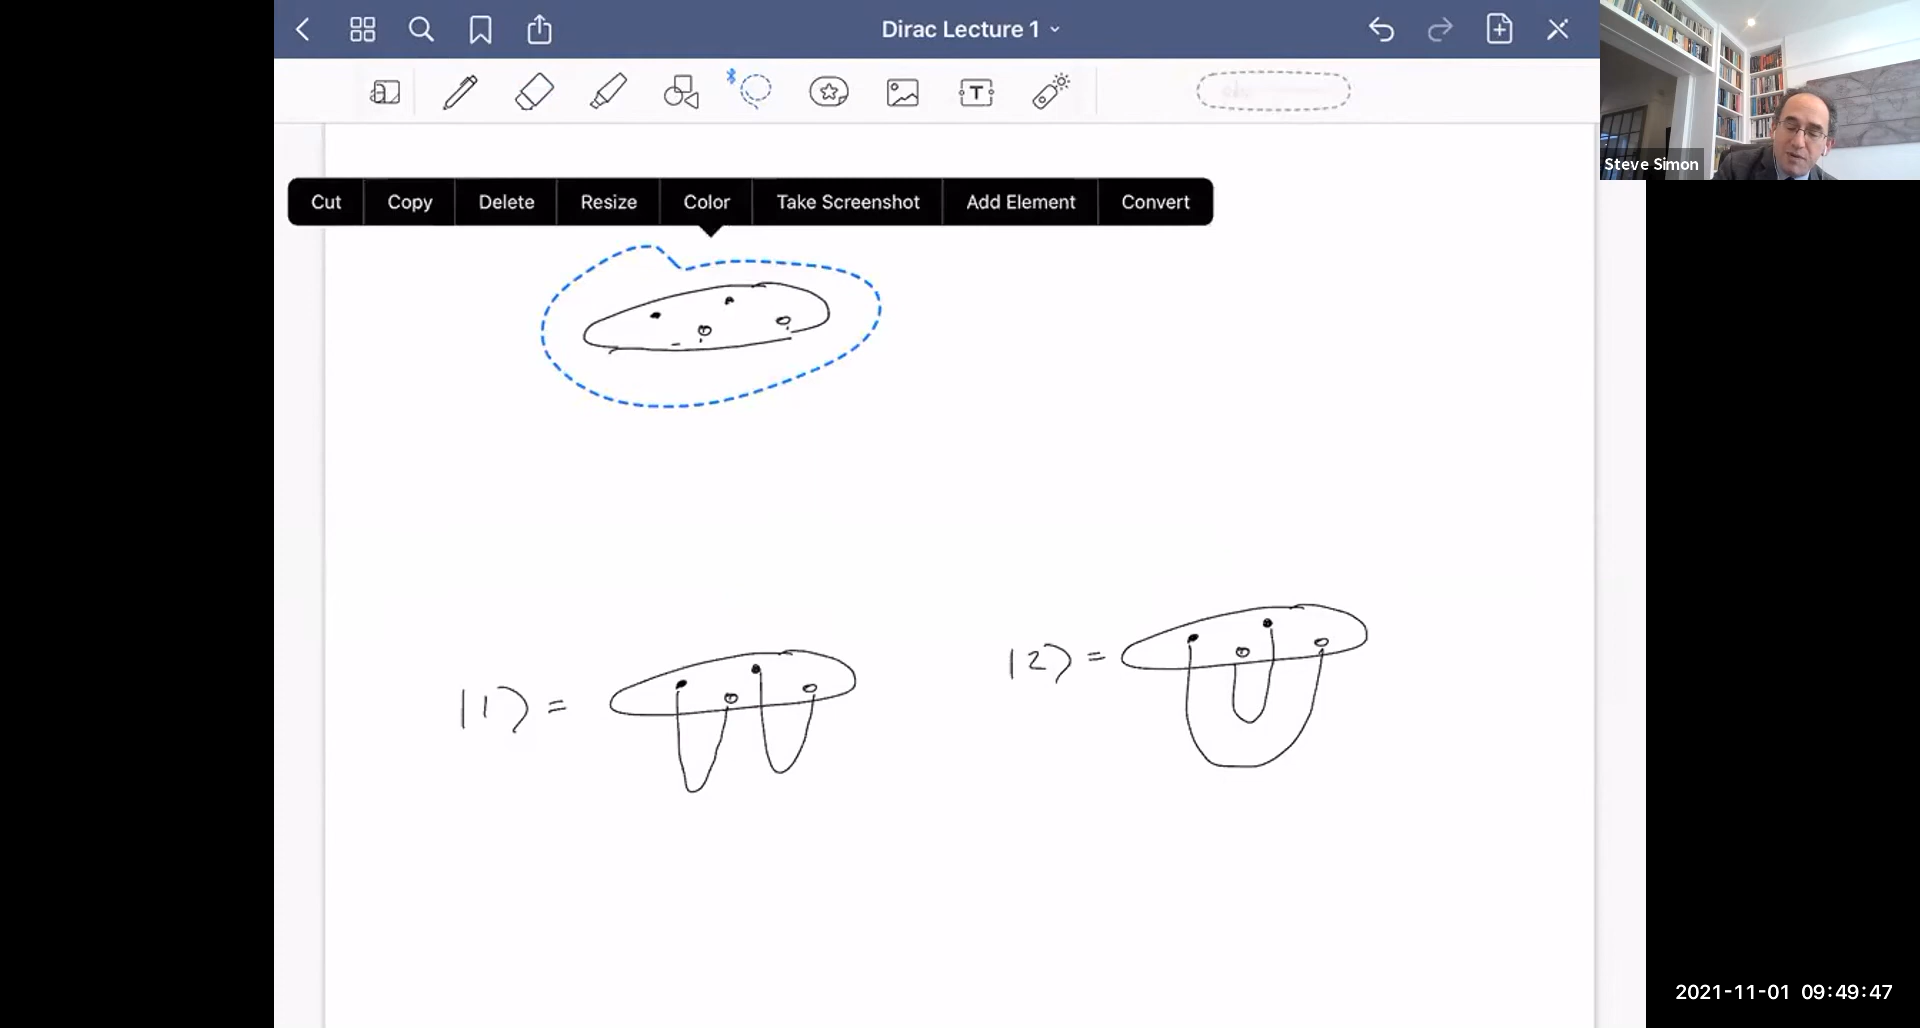 Dirac Lecture 1
T
Steve Simon
Cut Copy Delete Resize Color Take Screenshot Add Element Convert
|1⟩ =
|2⟩ =
2021-11-01 09:49:47